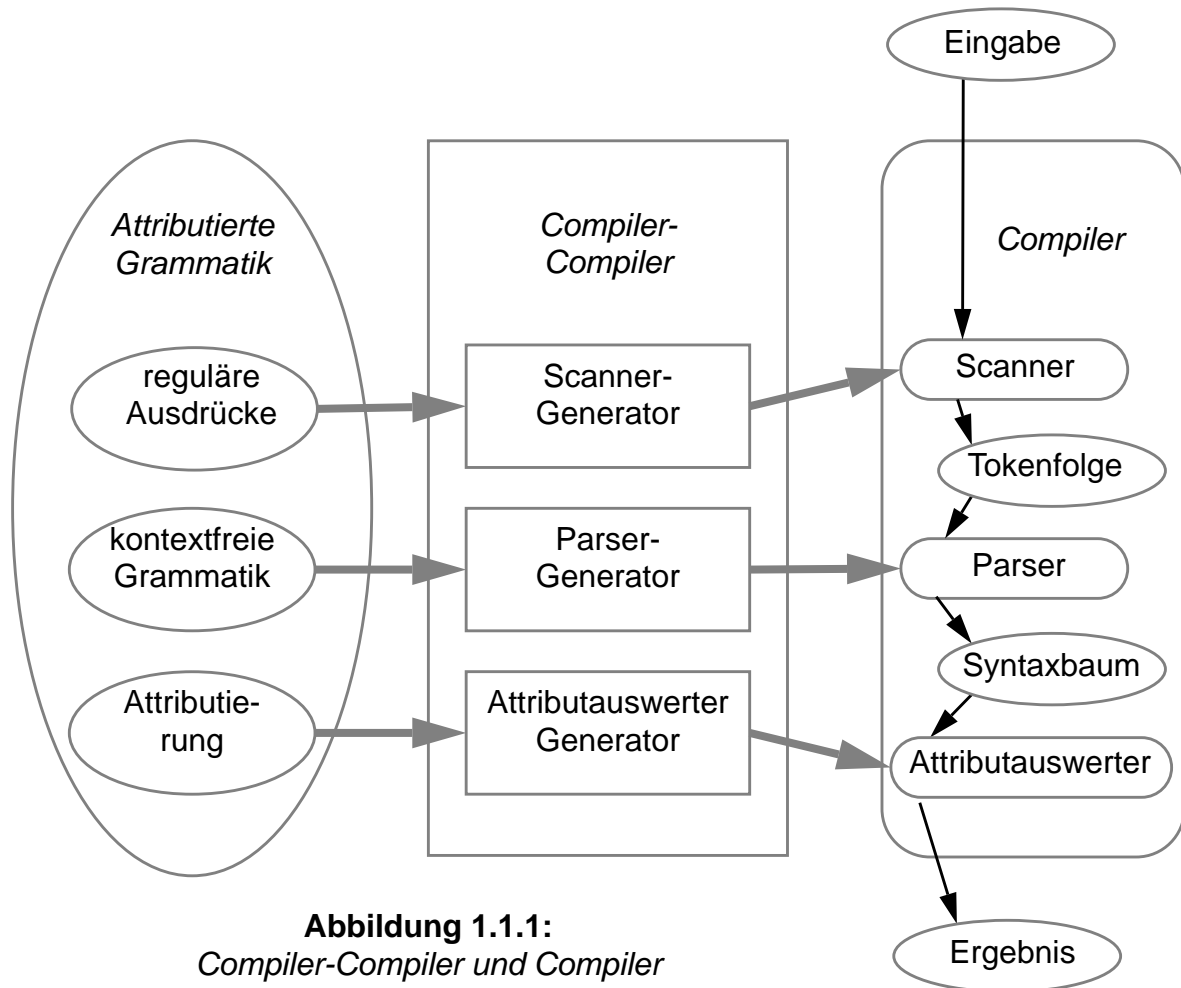 Eingabe
Attributierte
Grammatik
Compiler-
Compiler
Compiler
reguläre
Ausdrücke
Scanner-
Generator
Scanner
Tokenfolge
kontextfreie
Grammatik
Parser-
Generator
Parser
Syntaxbaum
Attributie-
rung
Attributauswerter
Generator
Attributauswerter
Abbildung 1.1.1:
Compiler-Compiler und Compiler
Ergebnis